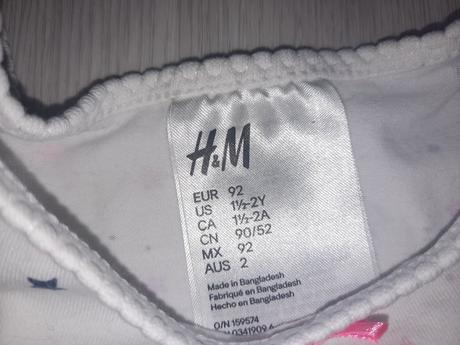 H&M
EUR 92
US 1½-2Y
CA 1½-2A
CN 90/52
MX 92
AUS 2
Made in Bangladesh
Fabriqué en Bangladesh
Hecho en Bangladesh
O/N 159574
0341909